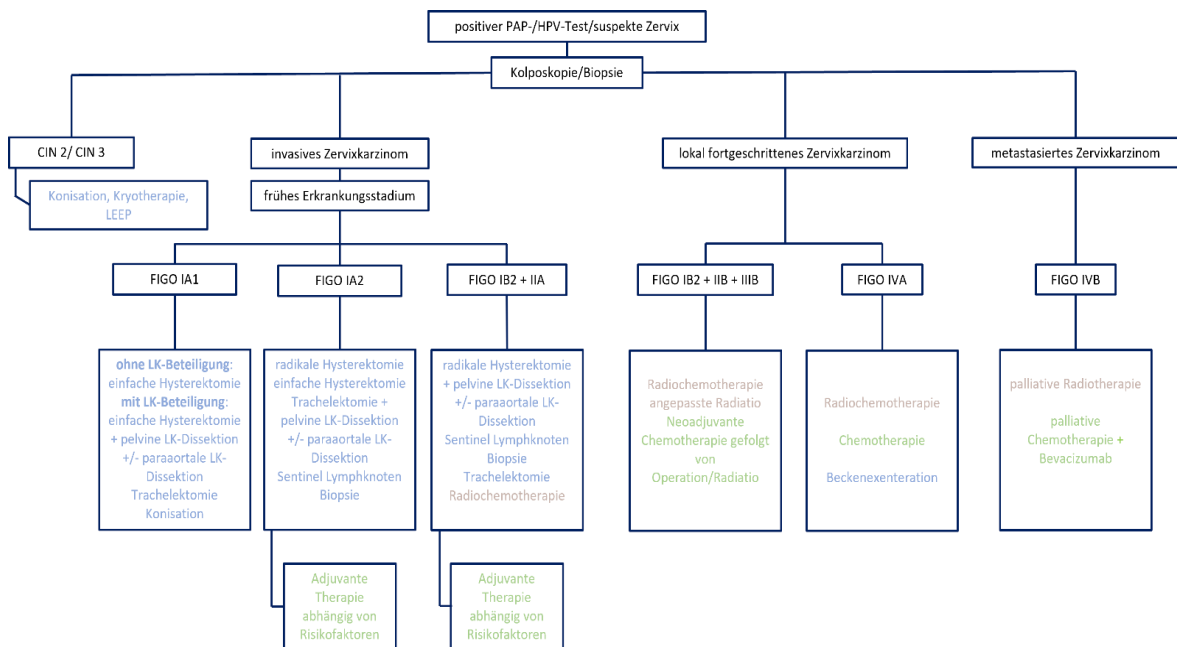 positiver PAP-/HPV-Test/suspekte Zervix
Kolposkopie/Biopsie
CIN 2/ CIN 3
Konisation, Kryotherapie,
LEEP
invasives Zervixkarzinom
frühes Erkrankungsstadium
FIGO IA1
ohne LK-Beteiligung:
einfache Hysterektomie
mit LK-Beteiligung:
einfache Hysterektomie
+ pelvine LK-Dissektion
+/- paraaortale LK-
Dissektion
Trachelektomie
Konisation
FIGO IA2
radikale Hysterektomie
einfache Hysterektomie
Trachelektomie +
pelvine LK-Dissektion
+/- paraaortale LK-
Dissektion
Sentinel Lymphknoten
Biopsie
Adjuvante
Therapie
abhängig von
Risikofaktoren
FIGO IB2 + IIA
radikale Hysterektomie
+ pelvine LK-Dissektion
+/- paraaortale LK-
Dissektion
Sentinel Lymphknoten
Biopsie
Trachelektomie
Radiochemotherapie
Adjuvante
Therapie
abhängig von
Risikofaktoren
lokal fortgeschrittenes Zervixkarzinom
FIGO IB2 + IIB + IIIB
Radiochemotherapie
angepasste Radiatio
Neoadjuvante
Chemotherapie gefolgt
von
Operation/Radiatio
FIGO IVA
Radiochemotherapie
Chemotherapie
Beckenexenteration
metastasiertes Zervixkarzinom
FIGO IVB
palliative Radiotherapie
palliative
Chemotherapie +
Bevacizumab